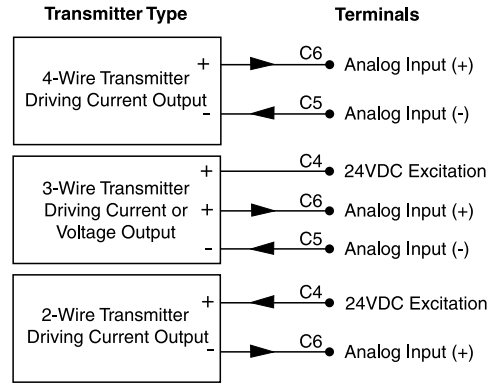 Transmitter Type
Terminals
4-Wire Transmitter
Driving Current Output
+
C6
Analog Input (+)
-
C5
Analog Input (-)
3-Wire Transmitter
Driving Current or
Voltage Output
+
C4
24VDC Excitation
+
C6
Analog Input (+)
-
C5
Analog Input (-)
2-Wire Transmitter
Driving Current Output
+
C4
24VDC Excitation
-
C6
Analog Input (+)